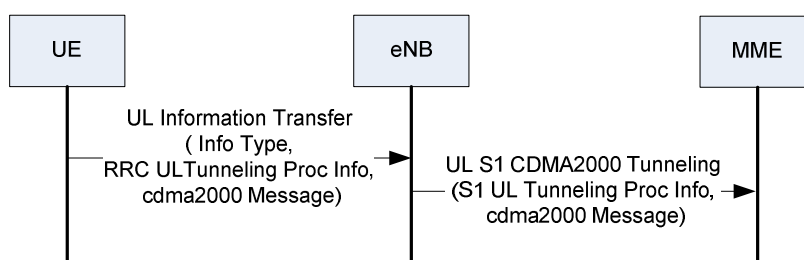 UE
eNB
MME
UL Information Transfer
( Info Type,
RRC ULTunneling Proc Info,
cdma2000 Message)
UL S1 CDMA2000 Tunneling
(S1 UL Tunneling Proc Info,
cdma2000 Message)